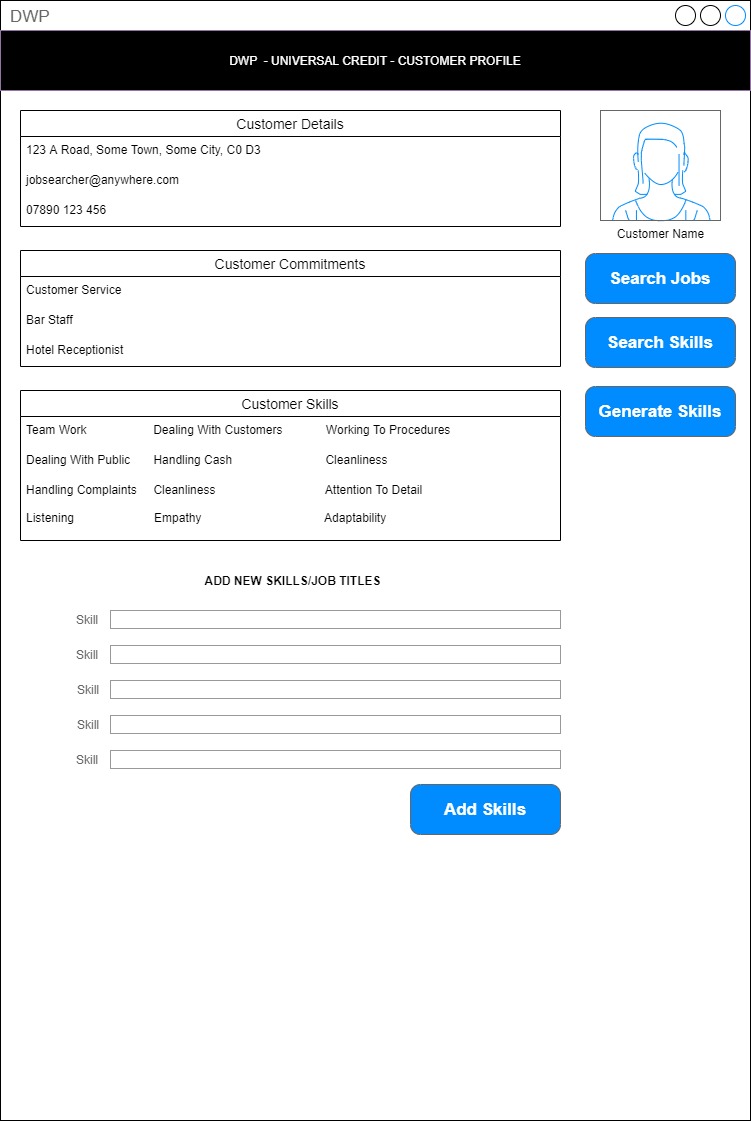 DWP
DWP - UNIVERSAL CREDIT - CUSTOMER PROFILE
Customer Details
123 A Road, Some Town, Some City, C0 D3
jobsearcher@anywhere.com
07890 123 456
Customer Name
Customer Commitments
Customer Service
Bar Staff
Hotel Receptionist
Search Jobs
Search Skills
Generate Skills
Customer Skills
Team Work Dealing With Customers Working To Procedures
Dealing With Public Handling Cash Cleanliness
Handling Complaints Cleanliness Attention To Detail
Listening Empathy Adaptability
ADD NEW SKILLS/JOB TITLES
Skill
Skill
Skill
Skill
Skill
Add Skills